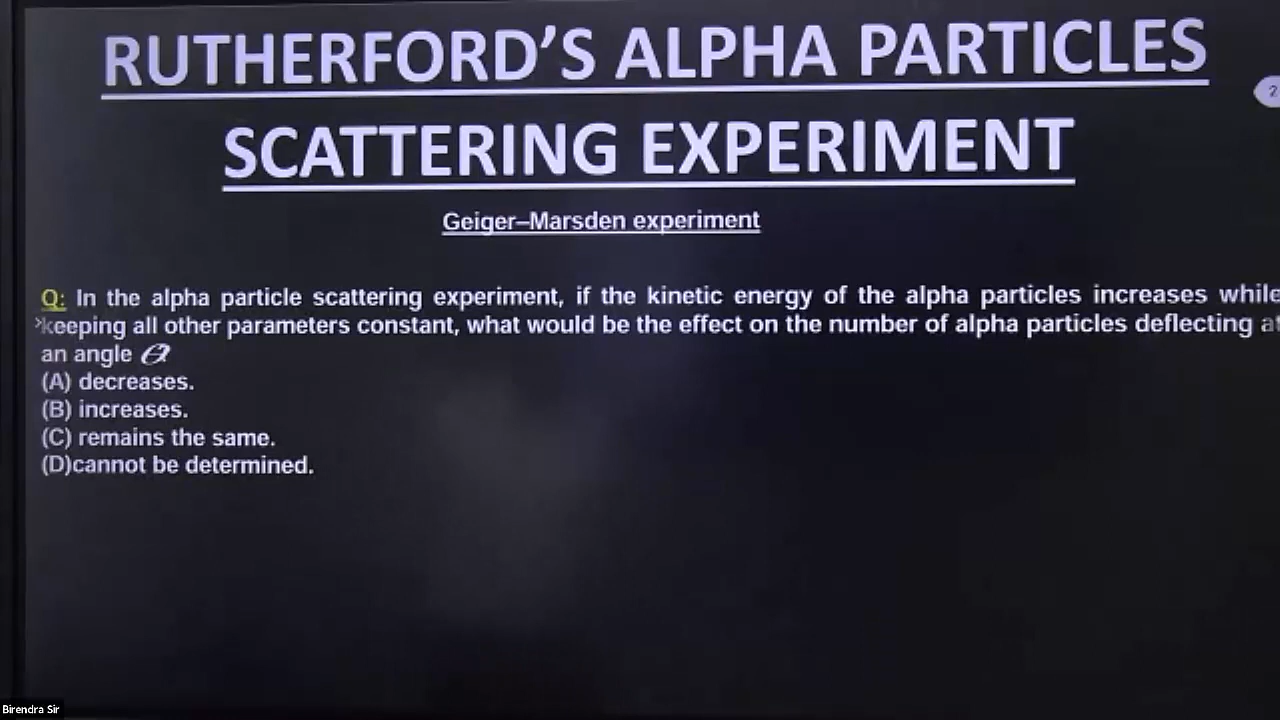 RUTHERFORD'S ALPHA PARTICLES
2
SCATTERING EXPERIMENT
Geiger–Marsden experiment
Q: In the alpha particle scattering experiment, if the kinetic energy of the alpha particles increases while
keeping all other parameters constant, what would be the effect on the number of alpha particles deflecting at
an angle θ
(A) decreases.
(B) increases.
(C) remains the same.
(D)cannot be determined.
Birendra Sir